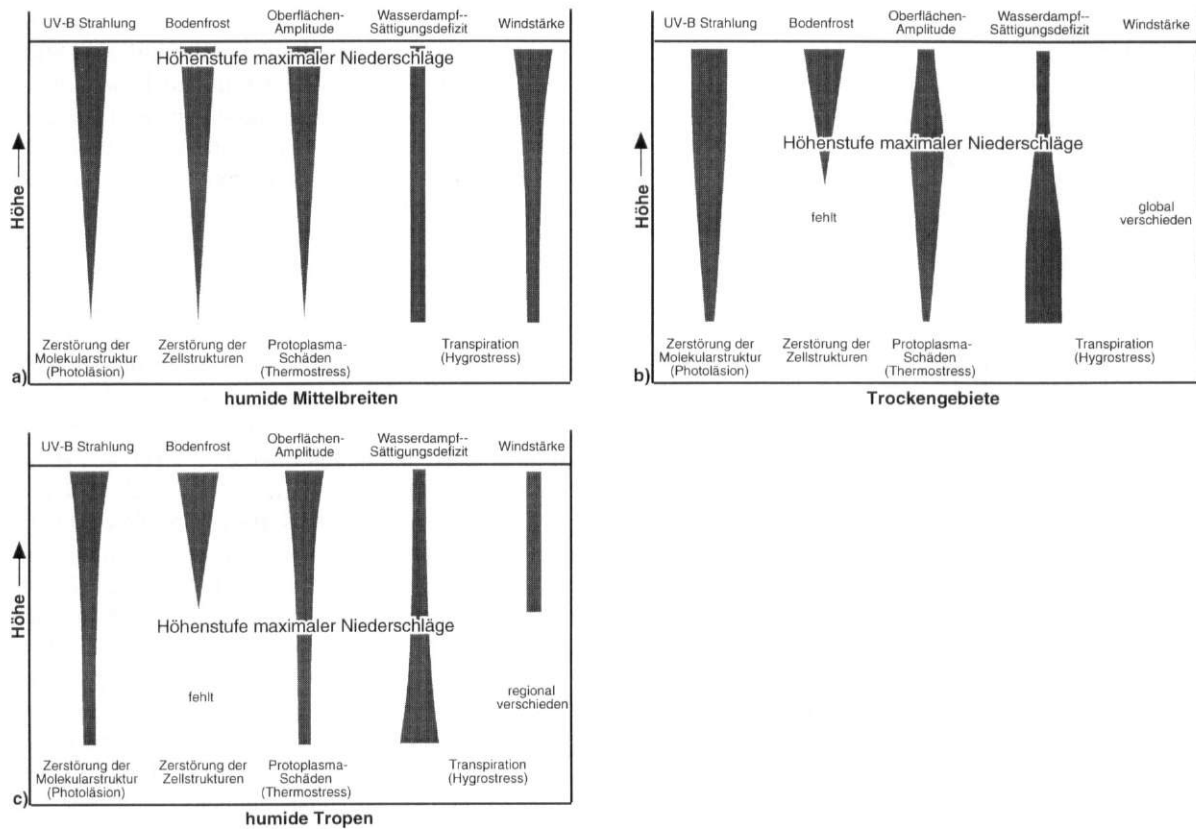 UV-B Strahlung
Bodenfrost
Oberflächen-
Amplitude
Wasserdampf--
Sättigungsdefizit
Windstärke
Höhenstufe maximaler Niederschläge
Höhe
Zerstörung der
Molekularstruktur
(Photoläsion)
Zerstörung der
Zellstrukturen
Protoplasma-
Schäden
(Thermostress)
Transpiration
(Hygrostress)
a)
humide Mittelbreiten
UV-B Strahlung
Bodenfrost
Oberflächen-
Amplitude
Wasserdampf--
Sättigungsdefizit
Windstärke
Höhenstufe maximaler Niederschläge
Höhe
fehlt
global
verschieden
Zerstörung der
Molekularstruktur
(Photoläsion)
Zerstörung der
Zellstrukturen
Protoplasma-
Schäden
(Thermostress)
Transpiration
(Hygrostress)
b)
Trockengebiete
UV-B Strahlung
Bodenfrost
Oberflächen-
Amplitude
Wasserdampf--
Sättigungsdefizit
Windstärke
Höhe
Höhenstufe maximaler Niederschläge
fehlt
regional
verschieden
Zerstörung der
Molekularstruktur
(Photoläsion)
Zerstörung der
Zellstrukturen
Protoplasma-
Schäden
(Thermostress)
Transpiration
(Hygrostress)
c)
humide Tropen